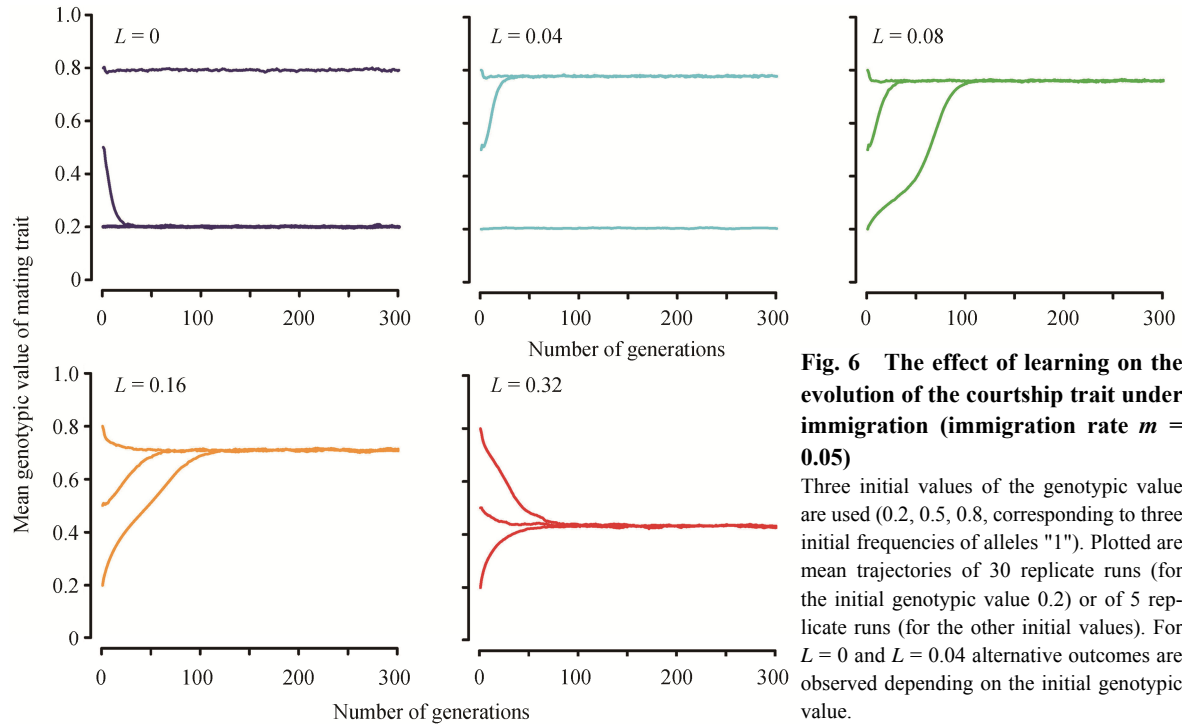 L = 0
L = 0.04
L = 0.08
1.0
0.8
0.6
0.4
0.2
0
0 100 200 300
0 100 200 300
0 100 200 300
Mean genotypic value of mating trait
Number of generations
L = 0.16
L = 0.32
1.0
0.8
0.6
0.4
0.2
0
0 100 200 300
0 100 200 300
Number of generations
Fig. 6 The effect of learning on the
evolution of the courtship trait under
immigration (immigration rate m =
0.05)
Three initial values of the genotypic value
are used (0.2, 0.5, 0.8, corresponding to three
initial frequencies of alleles "1"). Plotted are
mean trajectories of 30 replicate runs (for
the initial genotypic value 0.2) or of 5 rep-
licate runs (for the other initial values). For
L = 0 and L = 0.04 alternative outcomes are
observed depending on the initial genotypic
value.